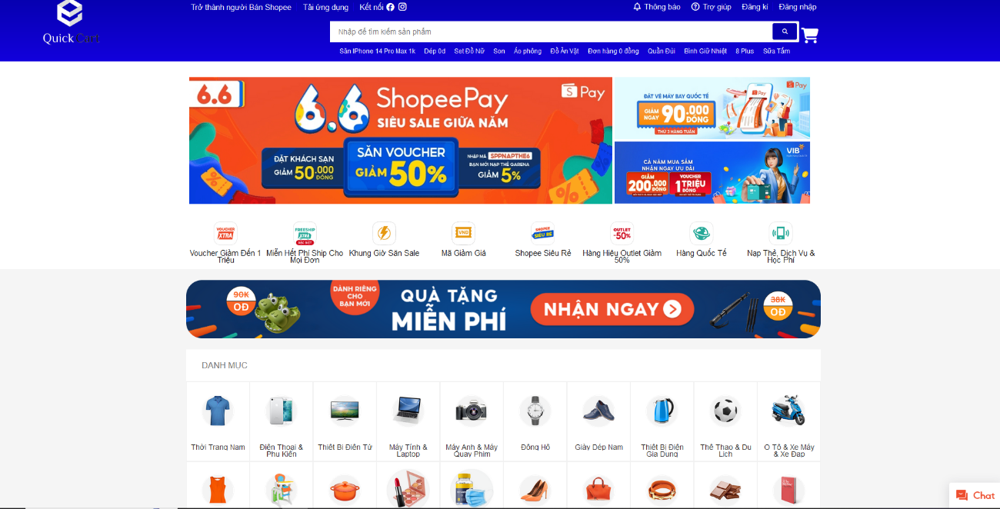 Trở thành người Bán Shopee Tải ứng dụng Kết nối Thông báo Trợ giúp Đăng kí Đăng nhập
Quick Cart
Nhập để tìm kiếm sản phẩm
Săn IPhone 14 Pro Max 1k Dép 0d Set Đồ Nữ Son Áo phông Đồ Ăn Vặt Đơn hàng 0 đồng Quần Đùi Bình Giữ Nhiệt 8 Plus Sữa Tắm
6.6
6.6 ShopeePay
SIÊU SALE GIỮA NĂM
Pay
ĐẶT KHÁCH SẠN
GIẢM 50.000 ĐỒNG
SĂN VOUCHER
GIẢM 50%
NHẬP MÃ SPPNAPTHE6
BẠN MỚI NẠP THẺ GARENA
GIẢM 5%
Pay
ĐẶT VÉ MÁY BAY QUỐC TẾ
GIẢM NGAY 90.000 ĐỒNG
THỨ 3 HÀNG TUẦN
VIB
CẢ NĂM MUA SẮM
NHẬN NGAY ƯU ĐÃI
GIẢM 200.000 ĐỒNG
VOUCHER 1 TRIỆU ĐỒNG
VOUCHER XTRA
FREESHIP XTRA
ĐẶC BIỆT
VND
SHOPEE SIÊU RẺ
OUTLET -50%
Voucher Giảm Đến 1 Triệu
Miễn Hết Phí Ship Cho Mọi Đơn
Khung Giờ Săn Sale
Mã Giảm Giá
Shopee Siêu Rẻ
Hàng Hiệu Outlet Giảm 50%
Hàng Quốc Tế
Nạp Thẻ, Dịch Vụ & Học Phí
90K
0Đ
DÀNH RIÊNG
CHO
BẠN MỚI
QUÀ TẶNG
MIỄN PHÍ
NHẬN NGAY
38K
0Đ
DANH MỤC
Thời Trang Nam
Điện Thoại & Phụ Kiện
Thiết Bị Điện Tử
Máy Tính & Laptop
Máy Ảnh & Máy Quay Phim
Đồng Hồ
Giày Dép Nam
Thiết Bị Điện Gia Dụng
Thể Thao & Du Lịch
Ô Tô & Xe Máy & Xe Đạp
Chat